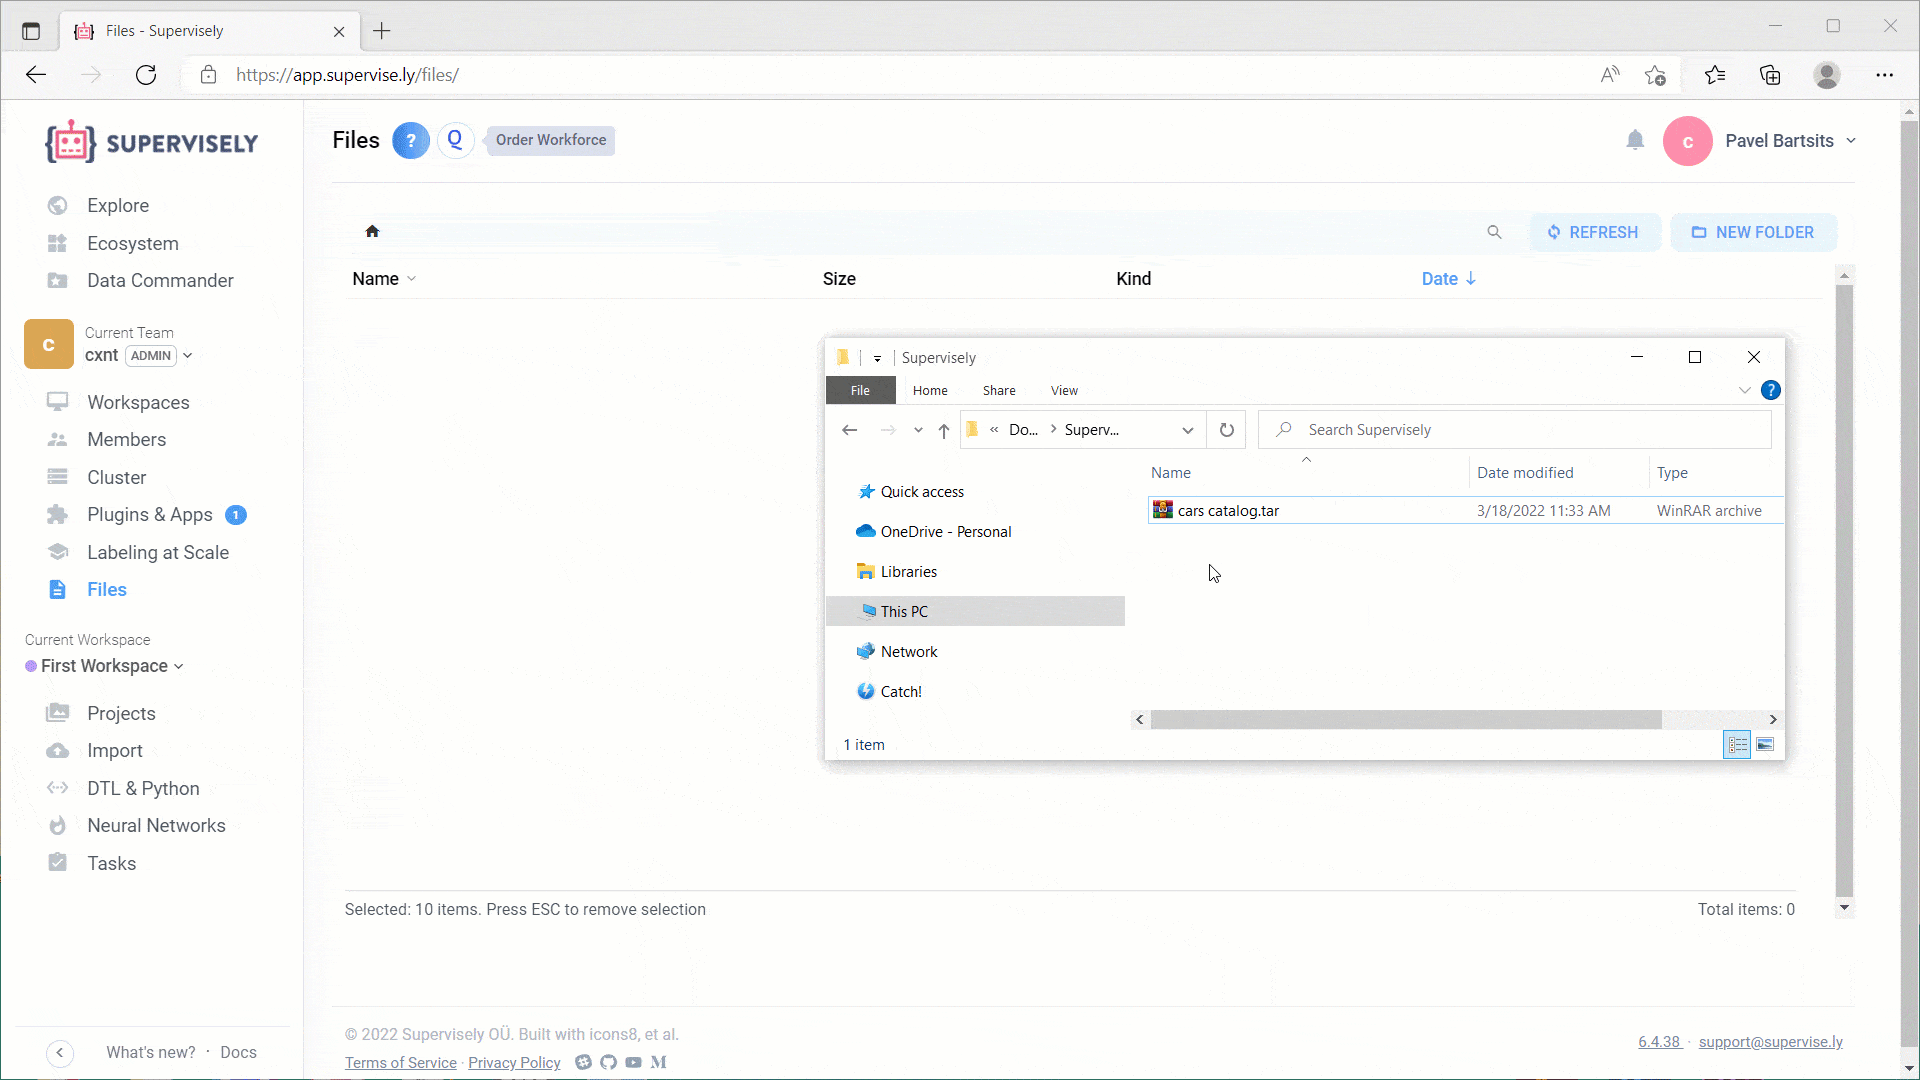 Files - Supervisely
https://app.supervise.ly/files/
SUPERVISELY
Explore
Ecosystem
Data Commander
C
Current Team
cxnt ADMIN
Workspaces
Members
Cluster
Plugins & Apps 1
Labeling at Scale
Files
Current Workspace
First Workspace
Projects
Import
DTL & Python
Neural Networks
Tasks
What's new? · Docs
Files ? Q Order Workforce
c Pavel Bartsits
REFRESH NEW FOLDER
Name Size Kind Date
Supervisely
File Home Share View ?
« Do... Superv... Search Supervisely
Name Date modified Type
cars catalog.tar 3/18/2022 11:33 AM WinRAR archive
Quick access
OneDrive - Personal
Libraries
This PC
Network
Catch!
1 item
Selected: 10 items. Press ESC to remove selection Total items: 0
© 2022 Supervisely OÜ. Built with icons8, et al.
Terms of Service · Privacy Policy
6.4.38 · support@supervise.ly